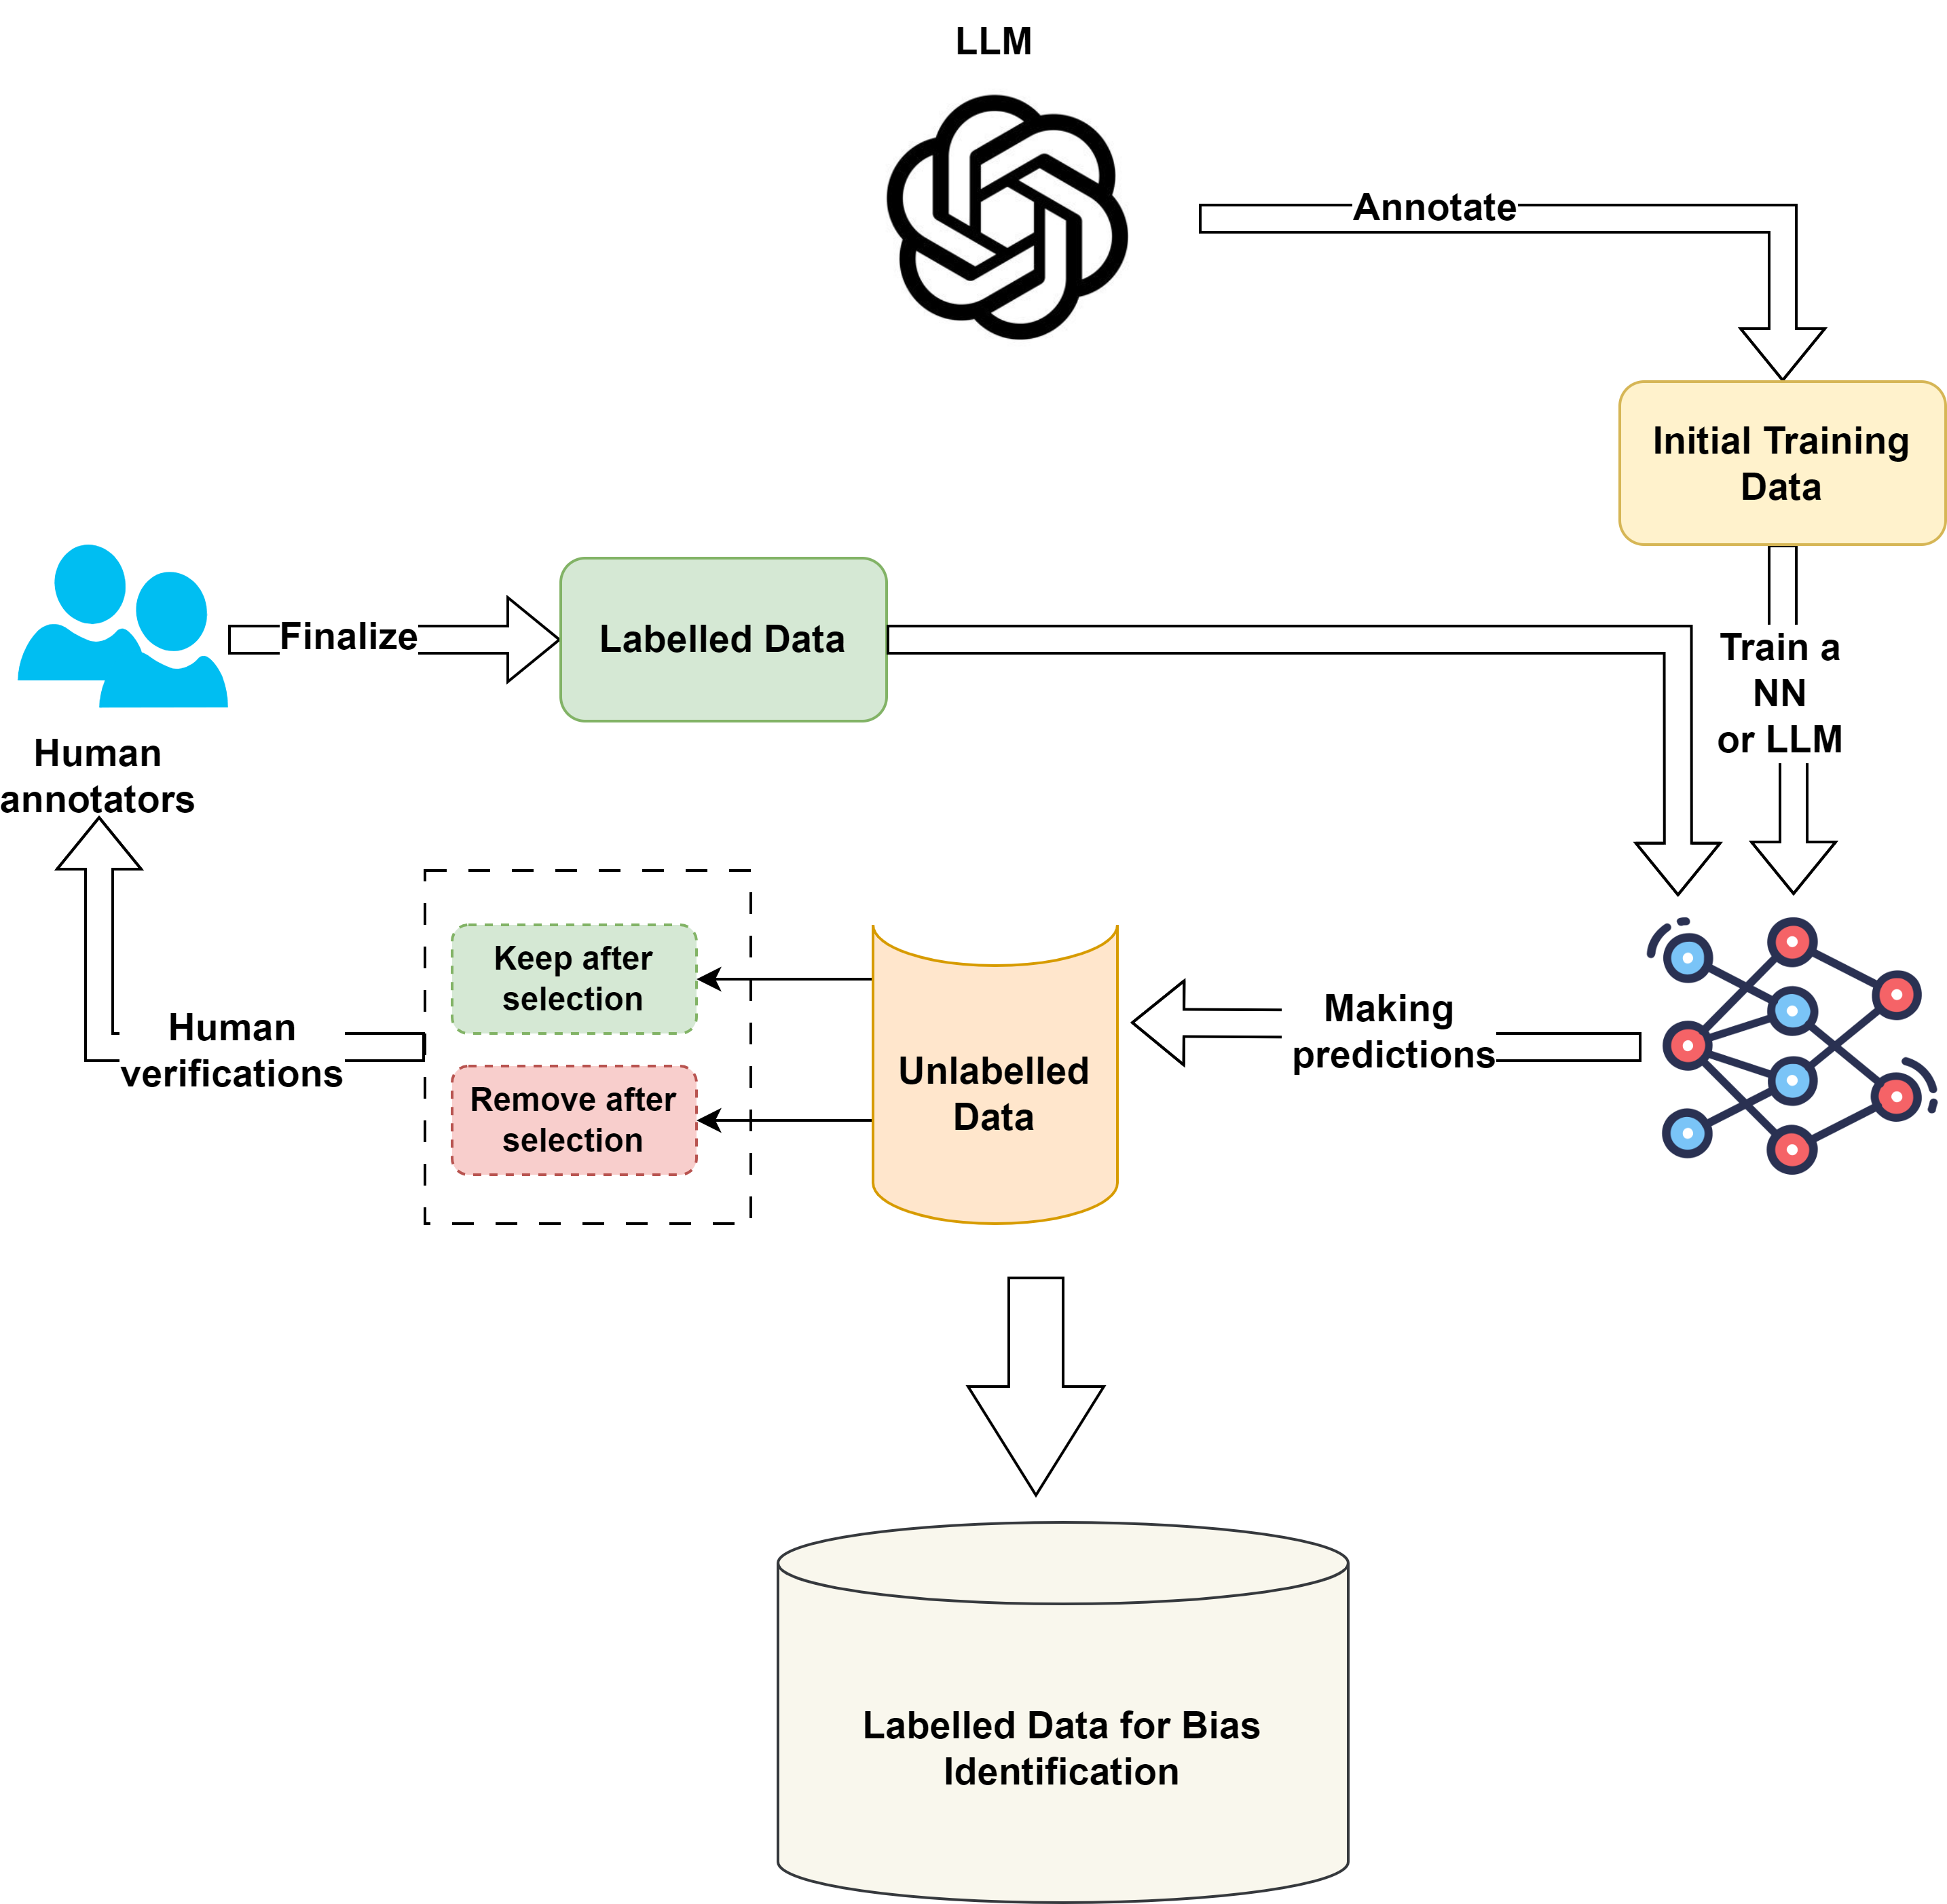 LLM
Annotate
Initial Training
Data
Finalize
Labelled Data
Train a
NN
or LLM
Human
annotators
Keep after
selection
Human
verifications
Remove after
selection
Unlabelled
Data
Making
predictions
Labelled Data for Bias
Identification